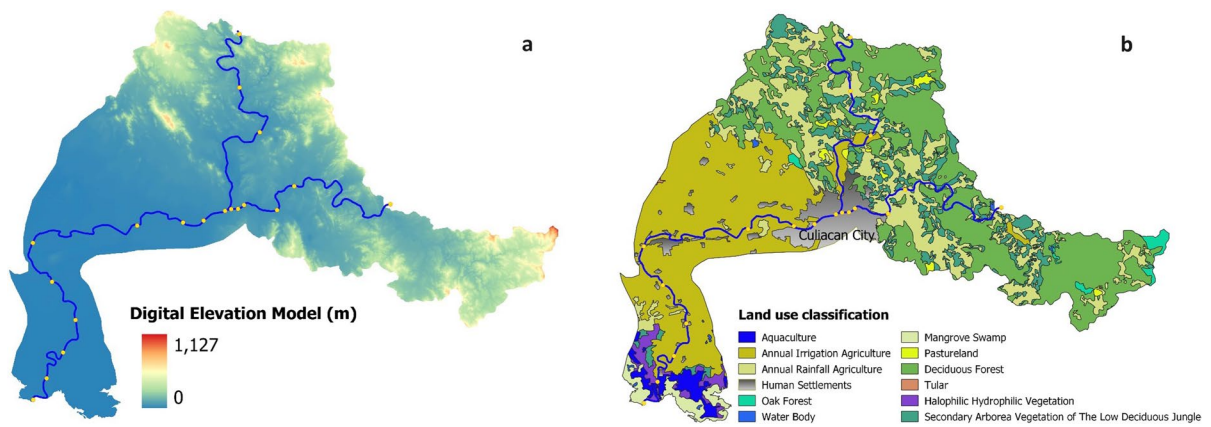 a
b
Culiacan City
Digital Elevation Model (m)
1,127
0
Land use classification
Aquaculture
Annual Irrigation Agriculture
Annual Rainfall Agriculture
Human Settlements
Oak Forest
Water Body
Mangrove Swamp
Pastureland
Deciduous Forest
Tular
Halophilic Hydrophilic Vegetation
Secondary Arborea Vegetation of The Low Deciduous Jungle